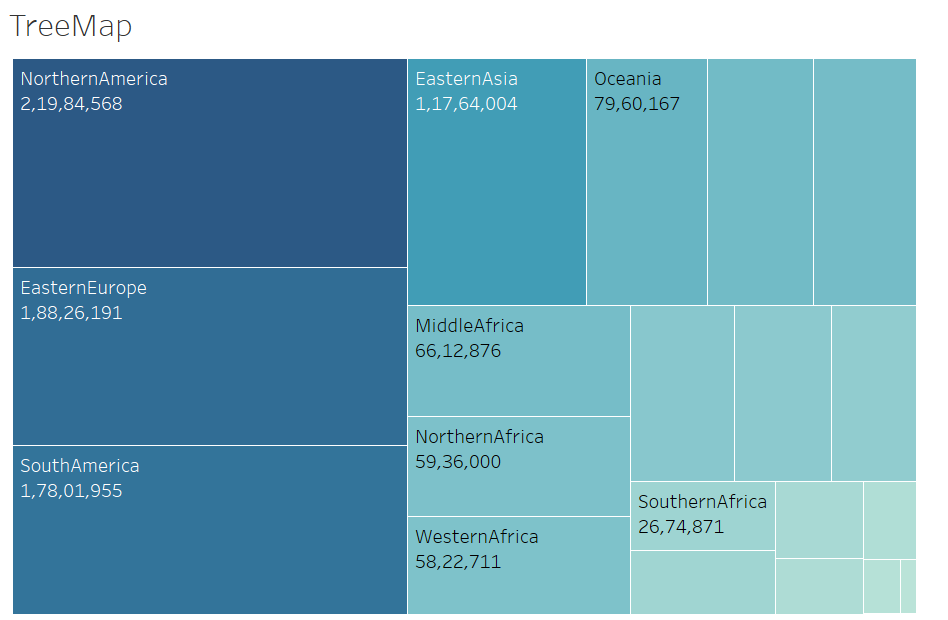 TreeMap
NorthernAmerica
2,19,84,568
EasternEurope
1,88,26,191
SouthAmerica
1,78,01,955
EasternAsia
1,17,64,004
Oceania
79,60,167
MiddleAfrica
66,12,876
NorthernAfrica
59,36,000
WesternAfrica
58,22,711
SouthernAfrica
26,74,871